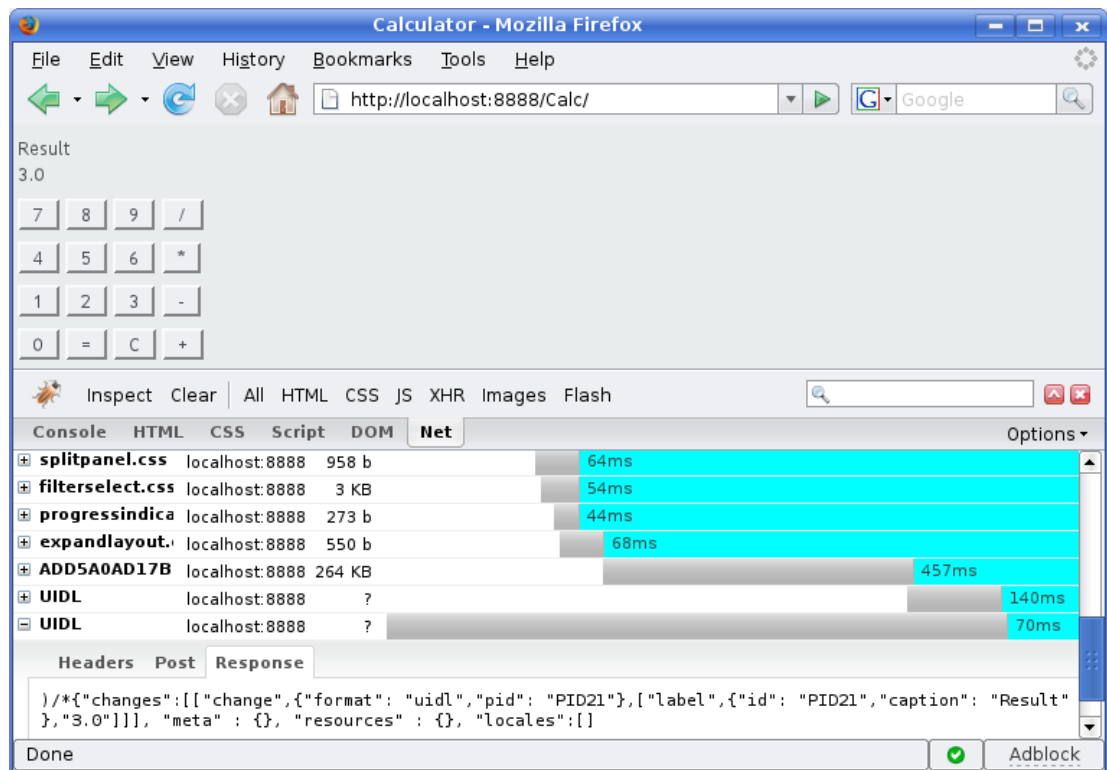 Calculator - Mozilla Firefox
File Edit View History Bookmarks Tools Help
http://localhost:8888/Calc/ G Google
Result
3.0
7 8 9 /
4 5 6 *
1 2 3 -
0 = C +
Inspect Clear All HTML CSS JS XHR Images Flash
Console HTML CSS Script DOM Net Options
splitpanel.css localhost:8888 958 b 64ms
filterselect.css localhost:8888 3 KB 54ms
progressindica localhost:8888 273 b 44ms
expandlayout. localhost:8888 550 b 68ms
ADD5A0AD17B localhost:8888 264 KB 457ms
UIDL localhost:8888 ? 140ms
UIDL localhost:8888 ? 70ms
Headers Post Response
)/*{"changes":[["change",{"format": "uidl","pid": "PID21"},["label",{"id": "PID21","caption": "Result"
},"3.0"]]], "meta" : {}, "resources" : {}, "locales":[]
Done Adblock